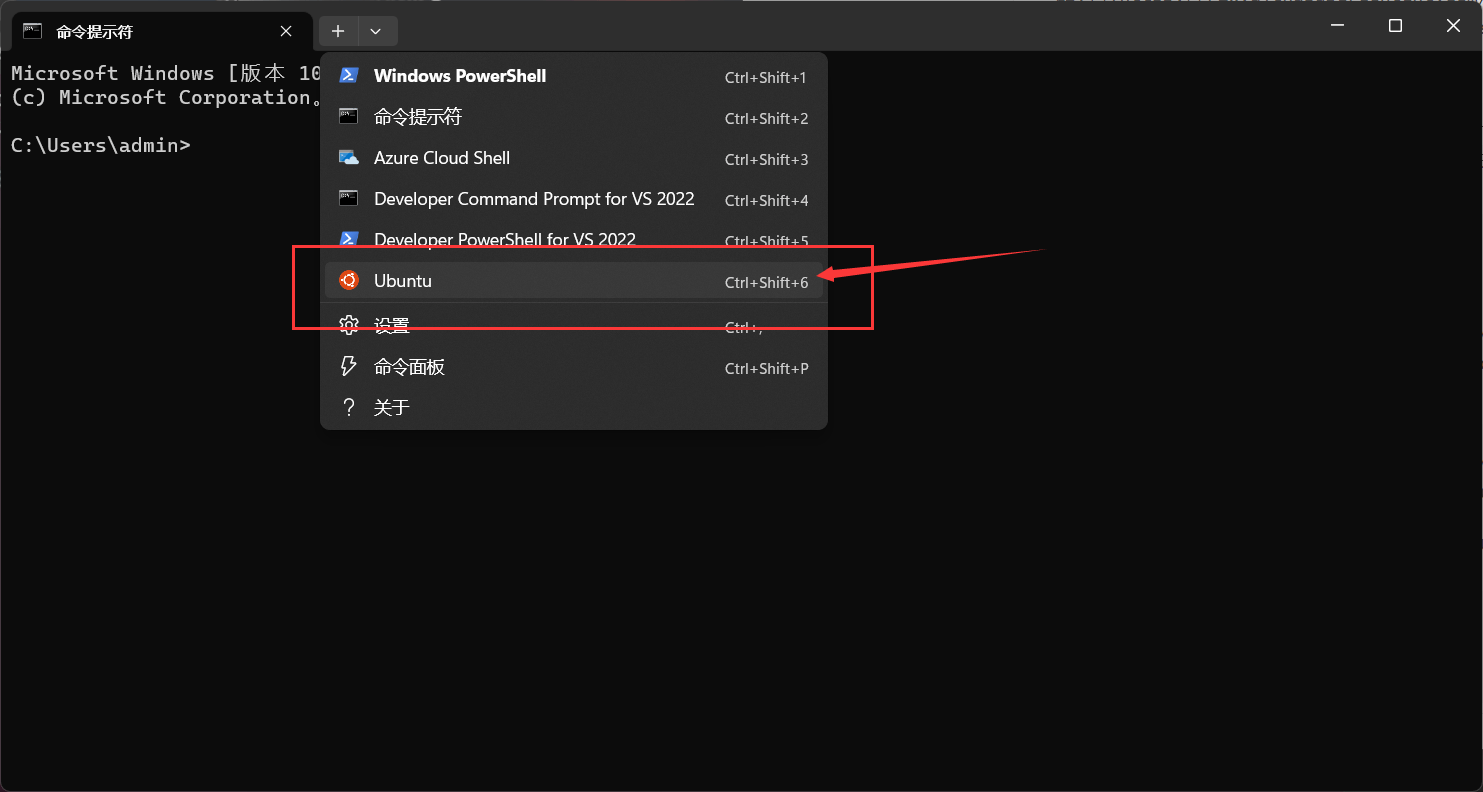 命令提示符
Microsoft Windows [版本 10
(c) Microsoft Corporation。
C:\Users\admin>
Windows PowerShell Ctrl+Shift+1
命令提示符 Ctrl+Shift+2
Azure Cloud Shell Ctrl+Shift+3
Developer Command Prompt for VS 2022 Ctrl+Shift+4
Developer PowerShell for VS 2022 Ctrl+Shift+5
Ubuntu Ctrl+Shift+6
设置 Ctrl+,
命令面板 Ctrl+Shift+P
关于